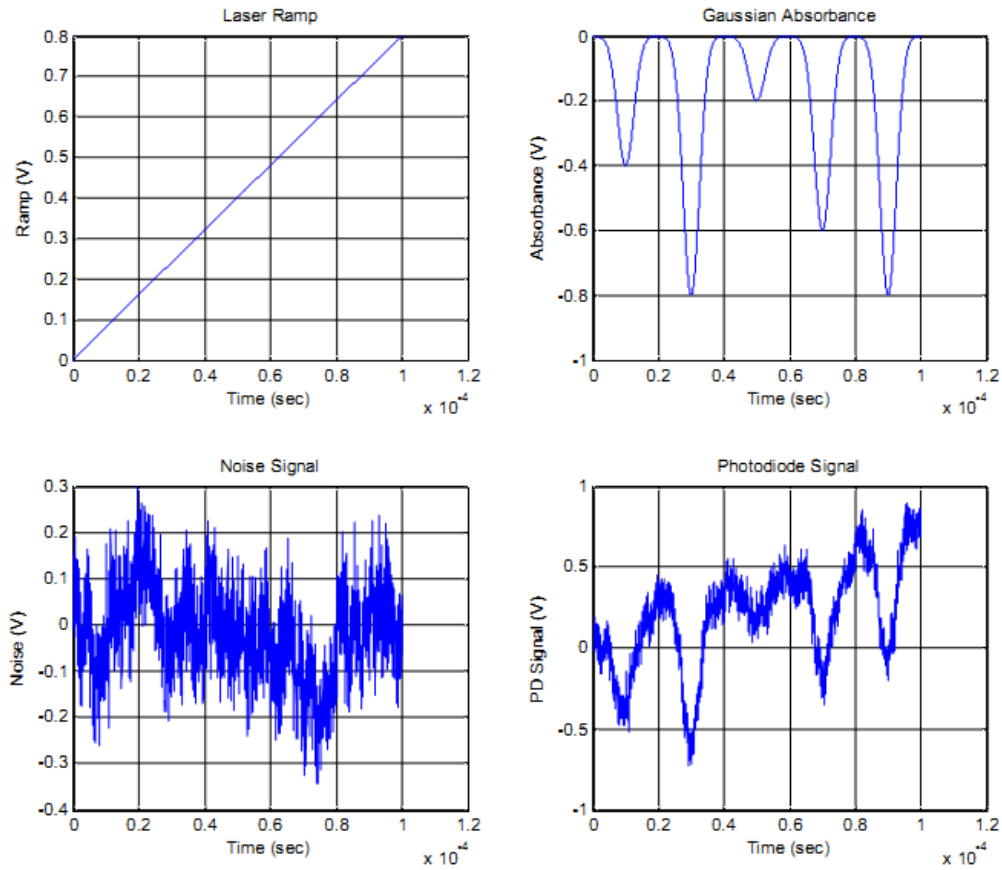 Laser Ramp
0.8
0.7
0.6
0.5
0.4
0.3
0.2
0.1
0
Ramp (V)
0 0.2 0.4 0.6 0.8 1 1.2
Time (sec)
x 10-4
Gaussian Absorbance
0
-0.2
-0.4
-0.6
-0.8
-1
Absorbance (V)
0 0.2 0.4 0.6 0.8 1 1.2
Time (sec)
x 10-4
Noise Signal
0.3
0.2
0.1
0
-0.1
-0.2
-0.3
-0.4
Noise (V)
0 0.2 0.4 0.6 0.8 1 1.2
Time (sec)
x 10-4
Photodiode Signal
1
0.5
0
-0.5
-1
PD Signal (V)
0 0.2 0.4 0.6 0.8 1 1.2
Time (sec)
x 10-4